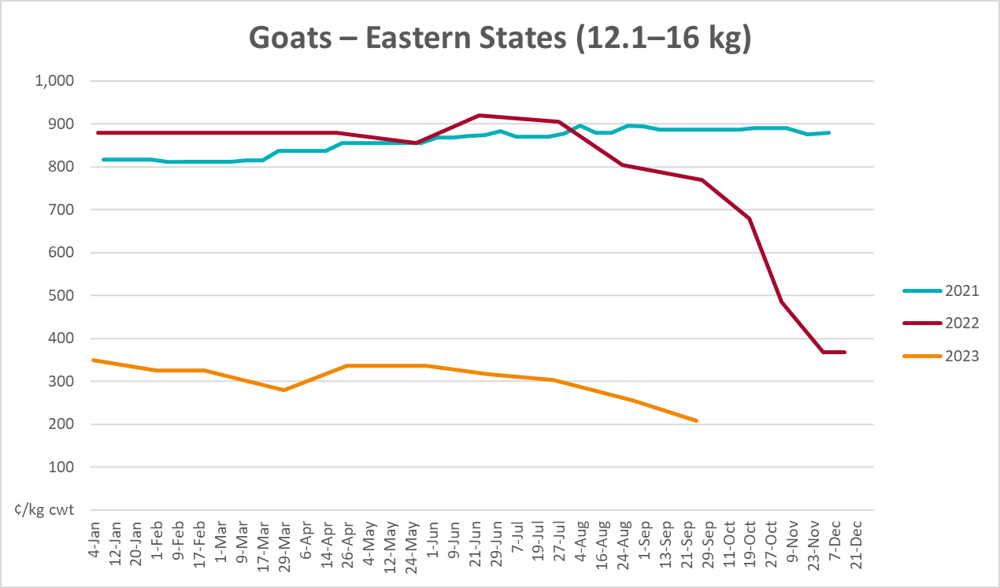 Goats – Eastern States (12.1–16 kg)
1,000
900
800
700
600
500
400
300
200
100
¢/kg cwt
4-Jan
12-Jan
20-Jan
1-Feb
9-Feb
17-Feb
1-Mar
9-Mar
17-Mar
29-Mar
6-Apr
14-Apr
26-Apr
4-May
12-May
24-May
1-Jun
9-Jun
21-Jun
29-Jun
7-Jul
19-Jul
27-Jul
4-Aug
16-Aug
24-Aug
1-Sep
13-Sep
21-Sep
29-Sep
11-Oct
19-Oct
27-Oct
9-Nov
23-Nov
7-Dec
21-Dec
2021
2022
2023